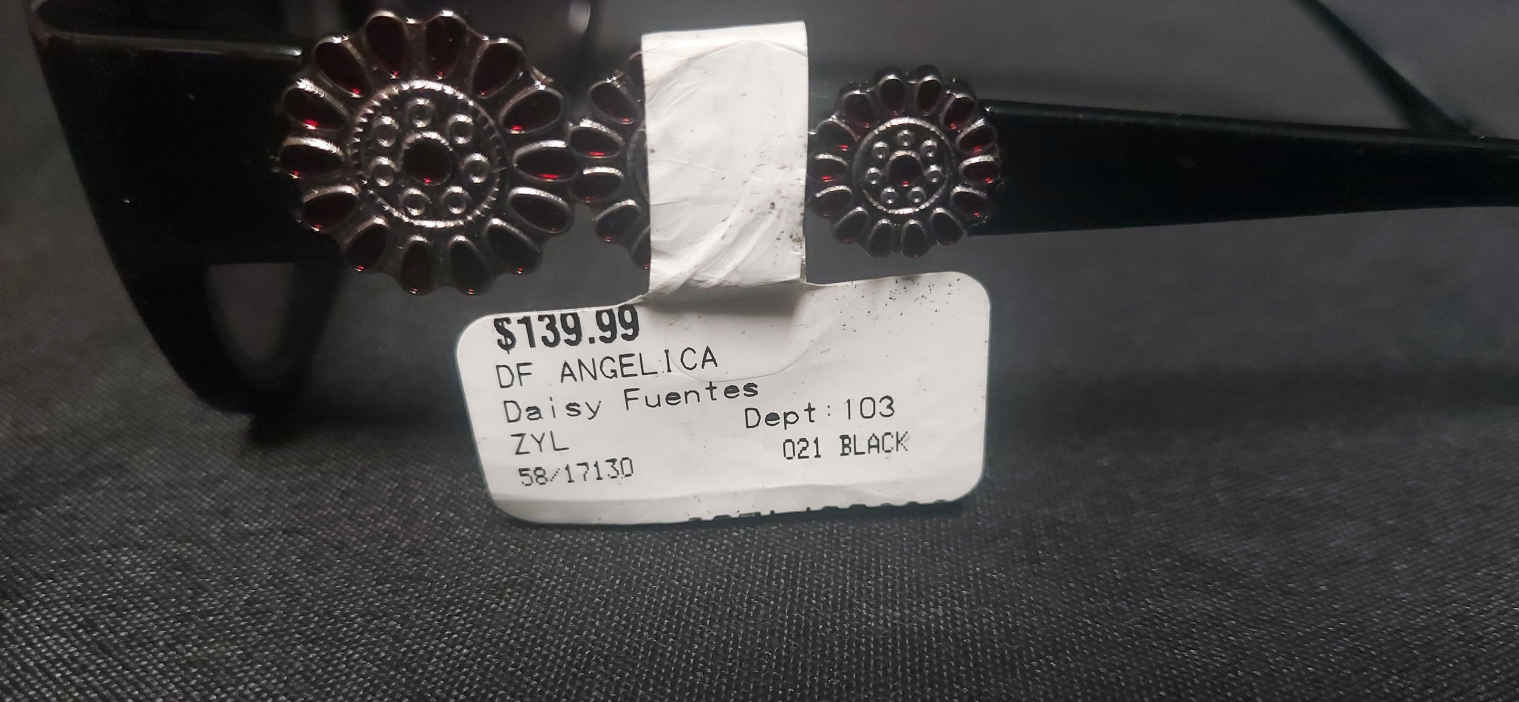 $139.99
DF ANGELICA
Daisy Fuentes
Dept: 103
ZYL
021 BLACK
58/17130